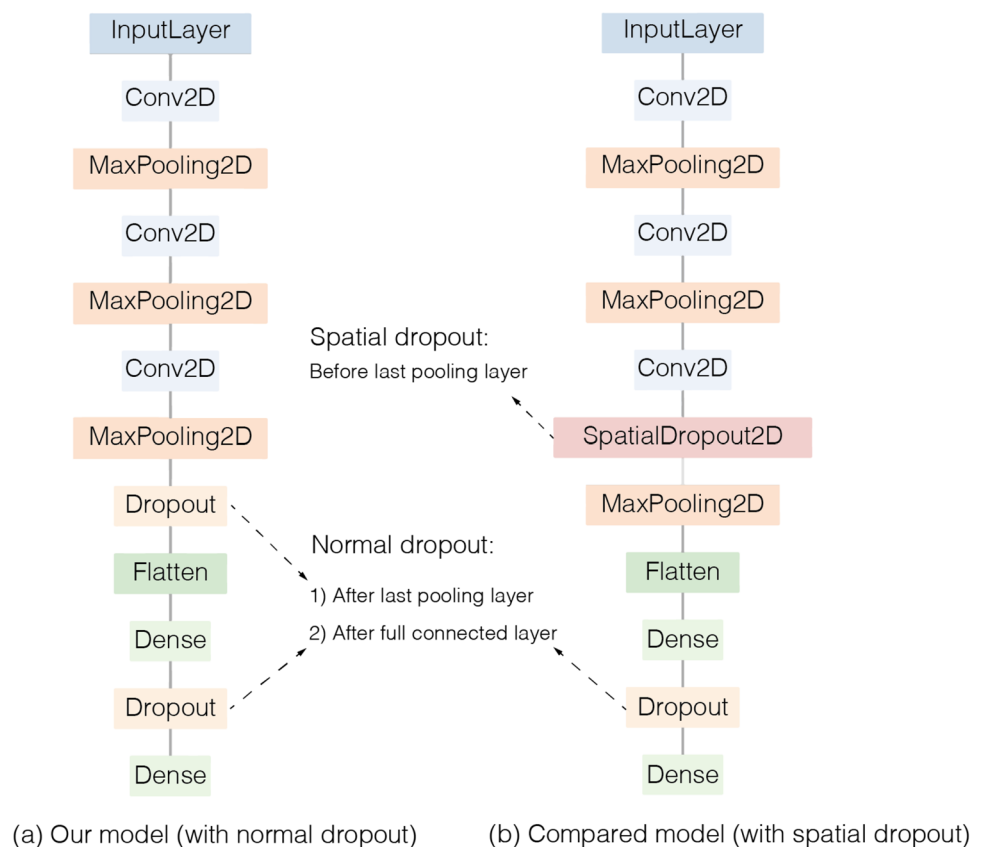 InputLayer
Conv2D
MaxPooling2D
Conv2D
MaxPooling2D
Conv2D
MaxPooling2D
Dropout
Flatten
Dense
Dropout
Dense
Spatial dropout:
Before last pooling layer
Normal dropout:
1) After last pooling layer
2) After full connected layer
InputLayer
Conv2D
MaxPooling2D
Conv2D
MaxPooling2D
Conv2D
SpatialDropout2D
MaxPooling2D
Flatten
Dense
Dropout
Dense
(a) Our model (with normal dropout)
(b) Compared model (with spatial dropout)